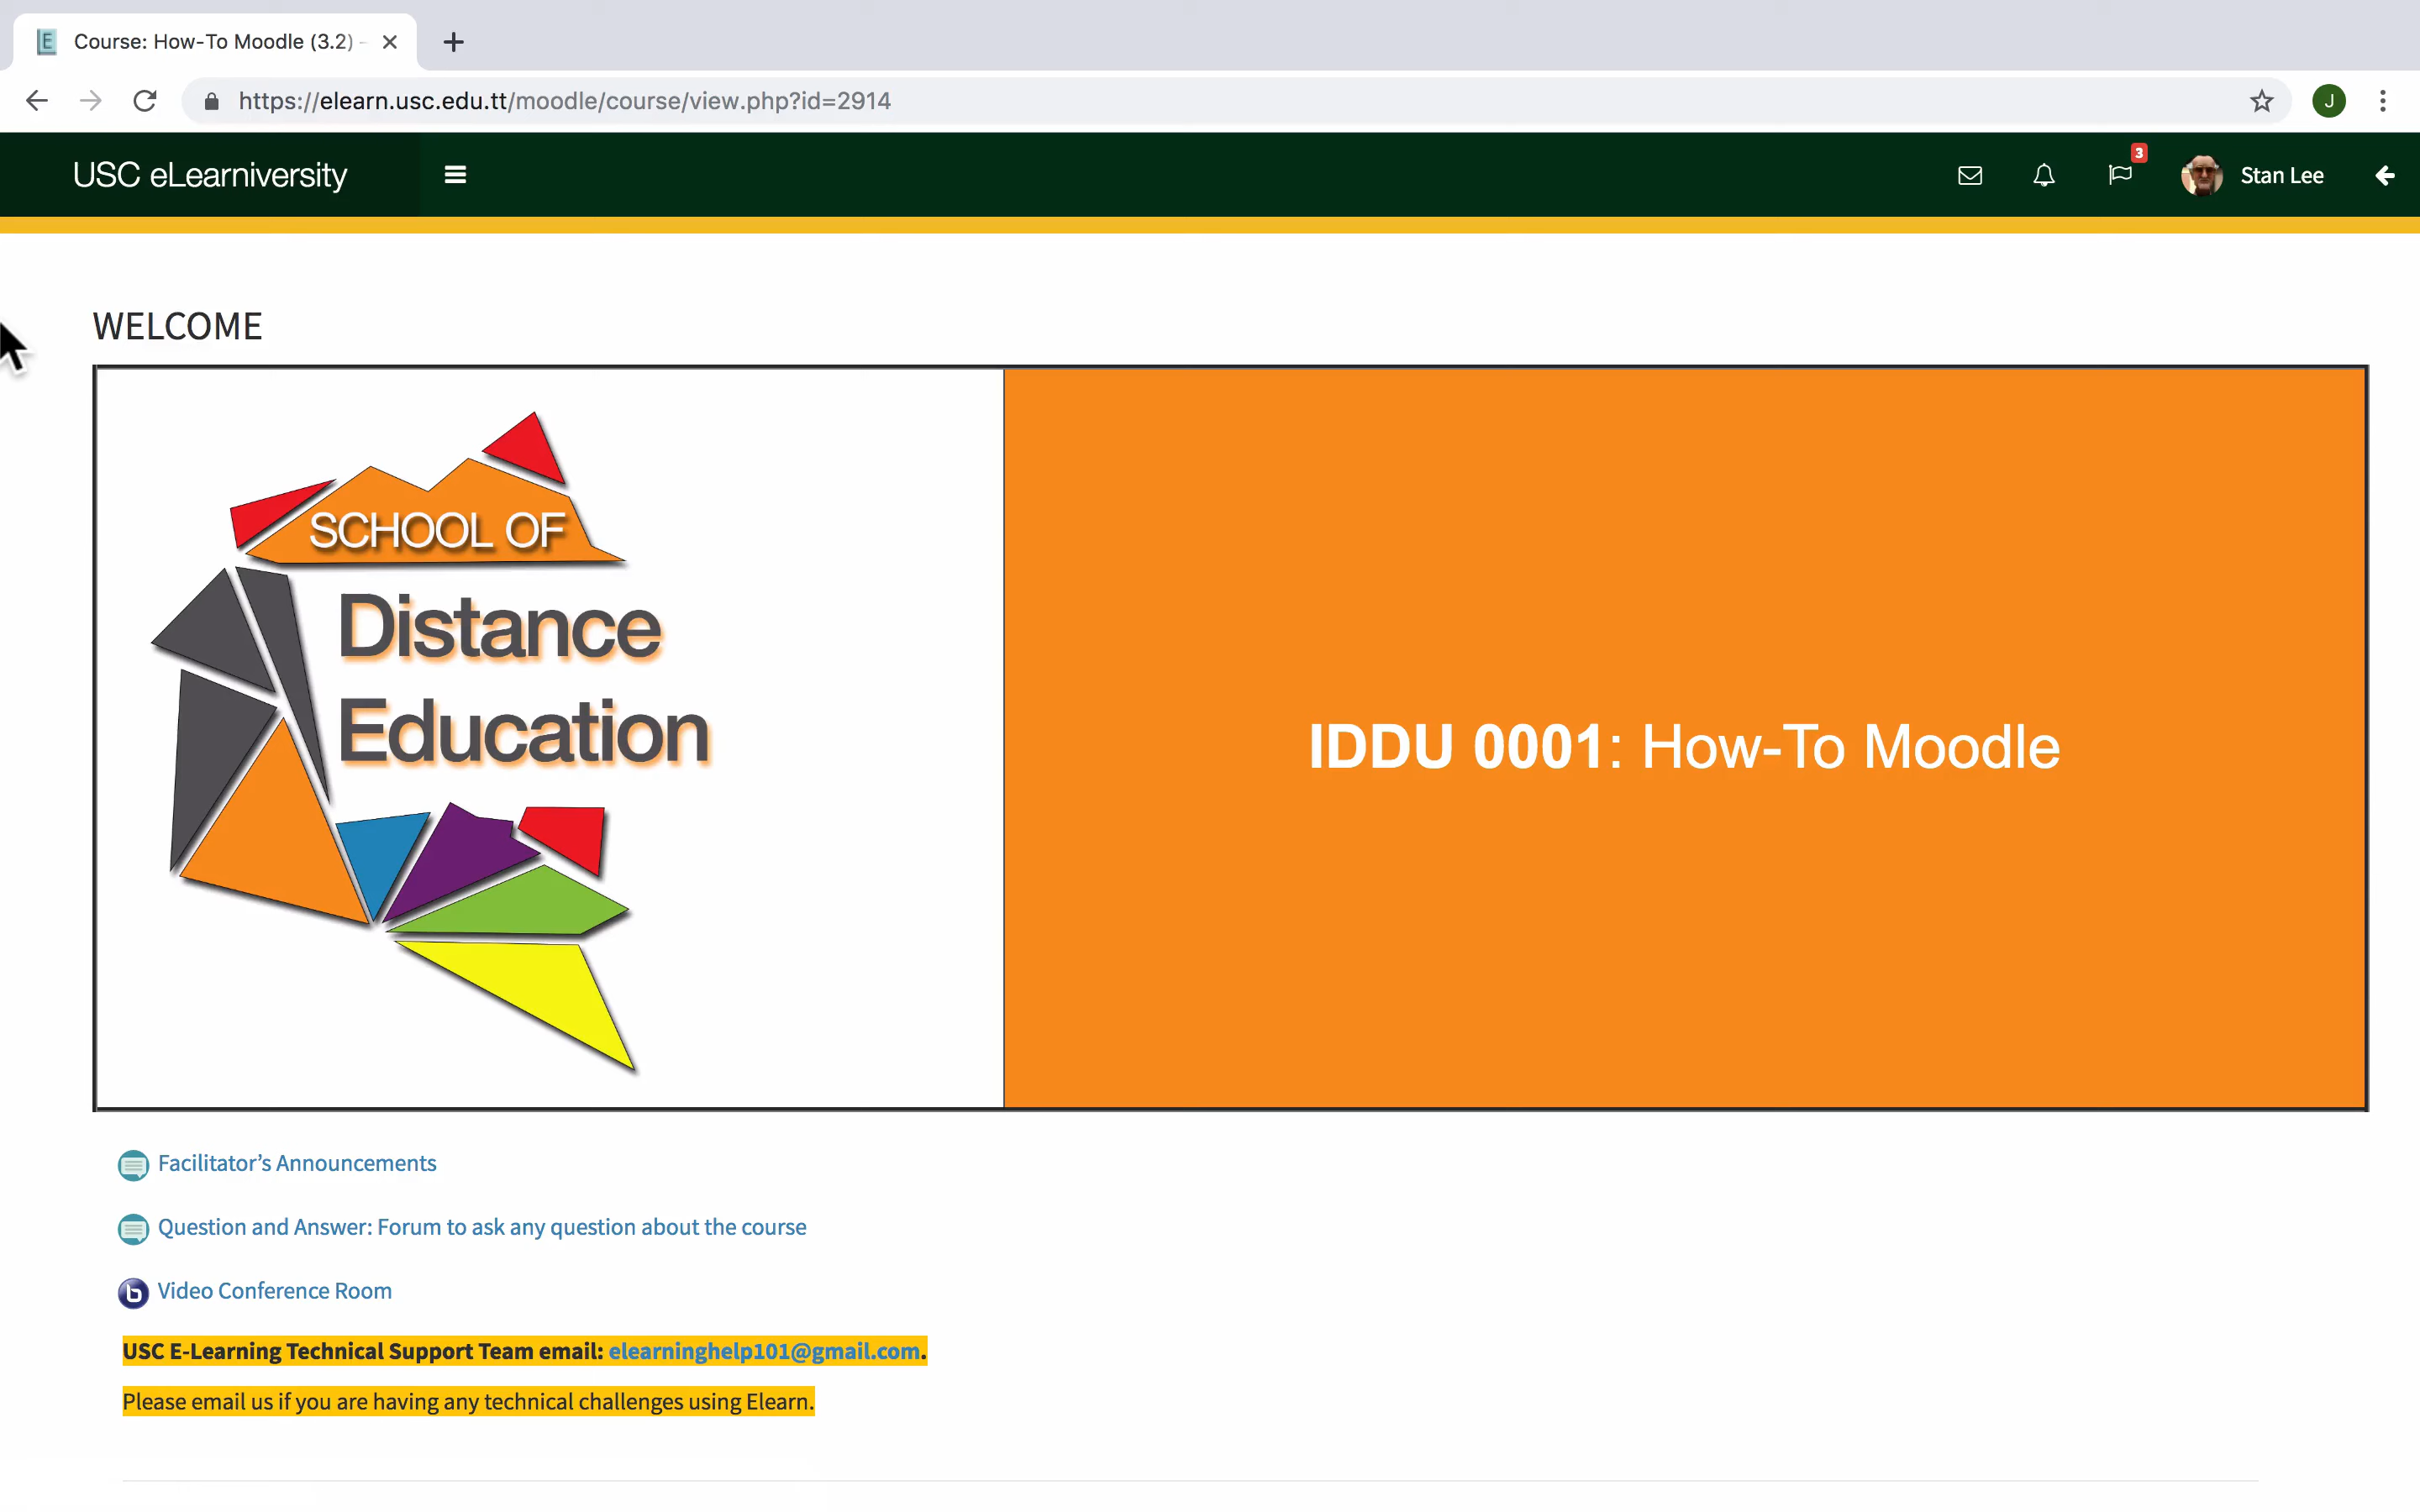 Course: How-To Moodle (3.2) -
https://elearn.usc.edu.tt/moodle/course/view.php?id=2914
J
USC eLearniversity
3
Stan Lee
WELCOME
SCHOOL OF
Distance
Education
IDDU 0001: How-To Moodle
Facilitator’s Announcements
Question and Answer: Forum to ask any question about the course
Video Conference Room
USC E-Learning Technical Support Team email: elearninghelp101@gmail.com.
Please email us if you are having any technical challenges using Elearn.